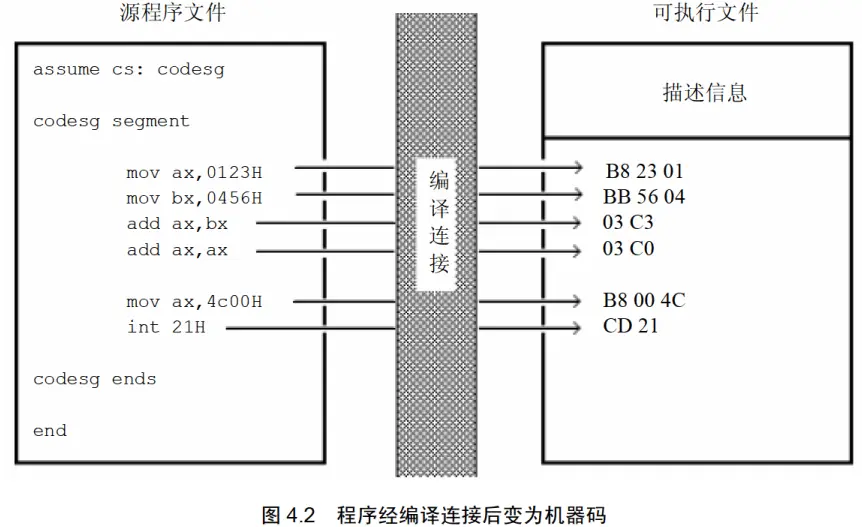 源程序文件
assume cs: codesg
codesg segment
mov ax,0123H
mov bx,0456H
add ax,bx
add ax,ax
mov ax,4c00H
int 21H
codesg ends
end
编译连接
可执行文件
描述信息
B8 23 01
BB 56 04
03 C3
03 C0
B8 00 4C
CD 21
图 4.2 程序经编译连接后变为机器码